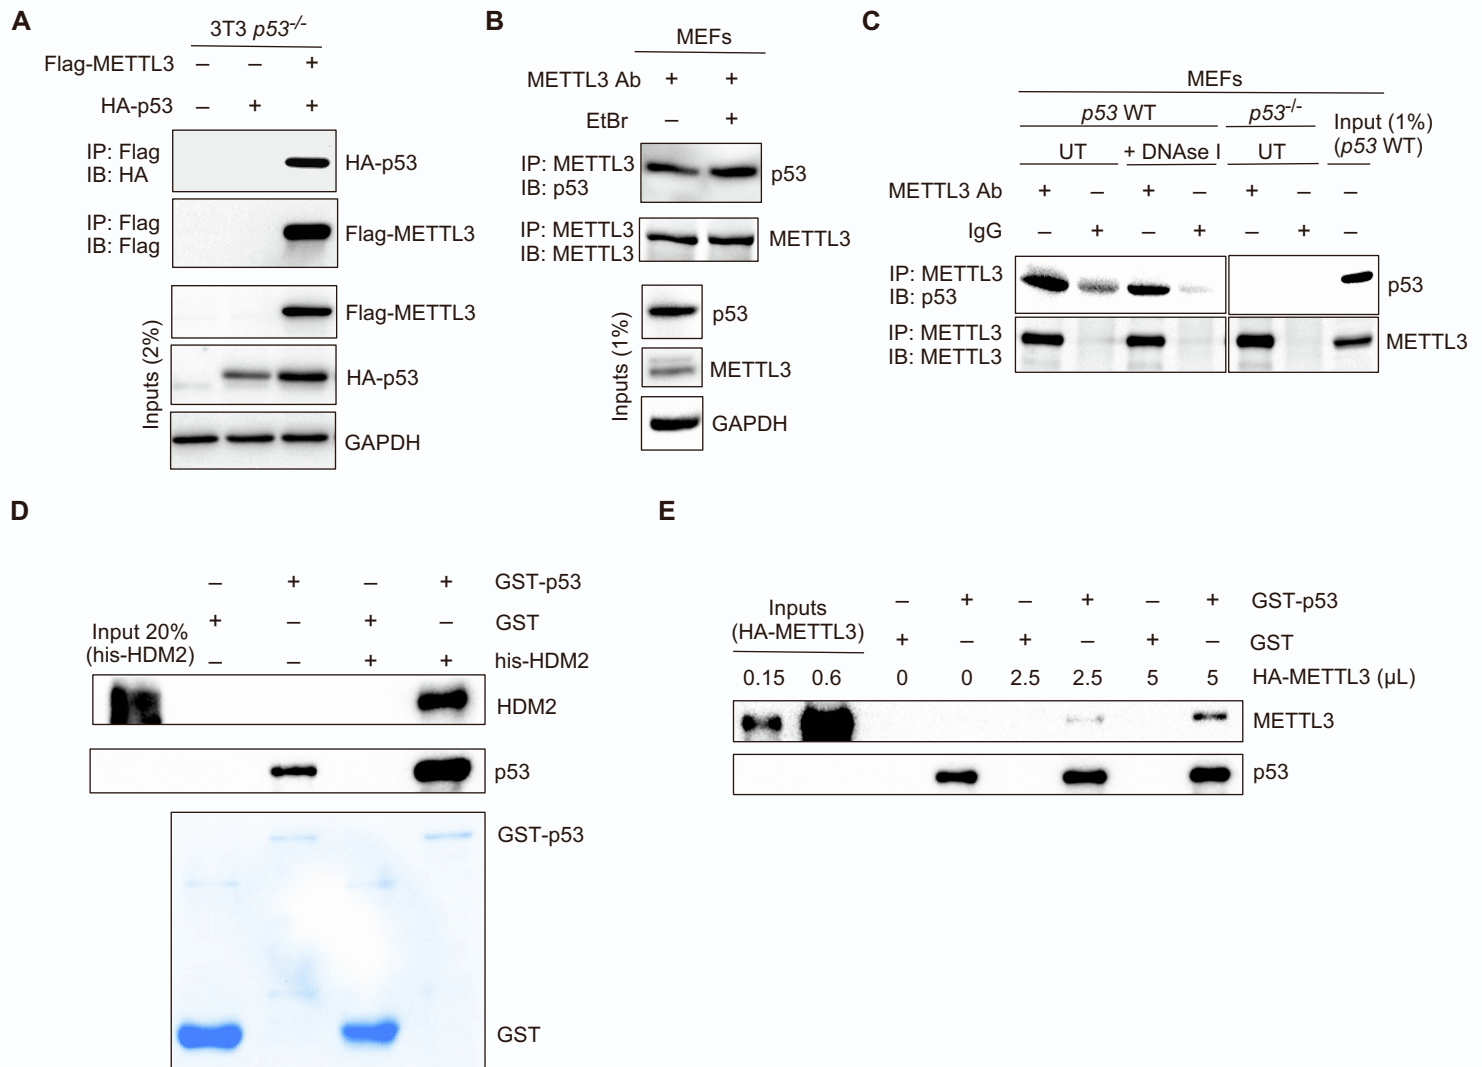 A
3T3 p53-/-
Flag-METTL3 – – +
HA-p53 – + +
IP: Flag
IB: HA
HA-p53
IP: Flag
IB: Flag
Flag-METTL3
Inputs (2%)
Flag-METTL3
HA-p53
GAPDH
B
MEFs
METTL3 Ab + +
EtBr – +
IP: METTL3
IB: p53
p53
IP: METTL3
IB: METTL3
METTL3
Inputs (1%)
p53
METTL3
GAPDH
C
MEFs
p53 WT p53-/- Input (1%)
(p53 WT)
UT + DNAse I UT
METTL3 Ab + – + – + – –
IgG – + – + – + –
IP: METTL3
IB: p53
p53
IP: METTL3
IB: METTL3
METTL3
D
– + – + GST-p53
+ – + – GST
Input 20%
(his-HDM2)
– – + + his-HDM2
HDM2
p53
GST-p53
GST
E
Inputs
(HA-METTL3)
– + – + – + GST-p53
+ – + – + – GST
0.15 0.6 0 0 2.5 2.5 5 5 HA-METTL3 (µL)
METTL3
p53